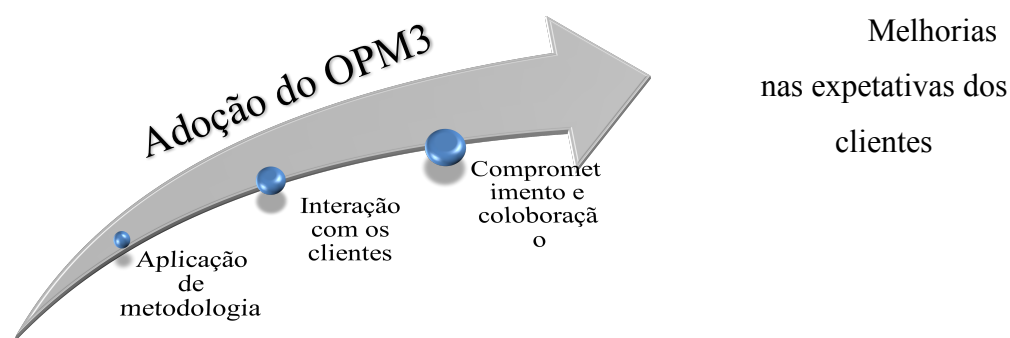 Adoção do OPM3
Aplicação
de
metodologia
Interação
com os
clientes
Compromet
imento e
coloboraçã
o
Melhorias
nas expetativas dos
clientes